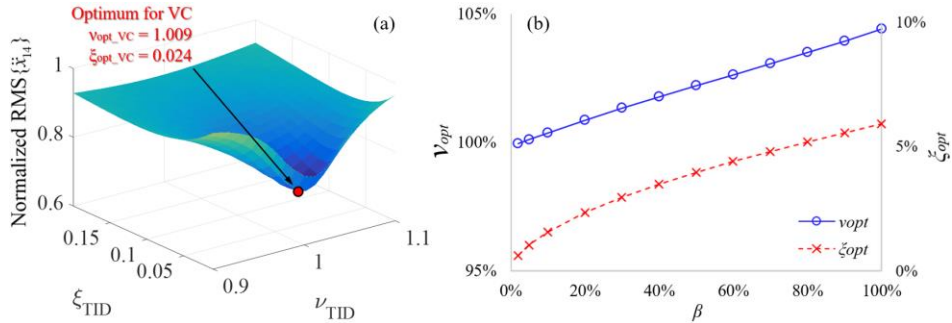 Optimum for VC
νopt_VC = 1.009
ξopt_VC = 0.024
(a)
Normalized RMS{ẍ14}
1
0.8
0.6
0.15
0.1
0.05
ξTID
0.9
1
1.1
νTID
(b)
105%
100%
95%
νopt
10%
5%
0%
ξopt
vopt
ξopt
0%
20%
40%
60%
80%
100%
β